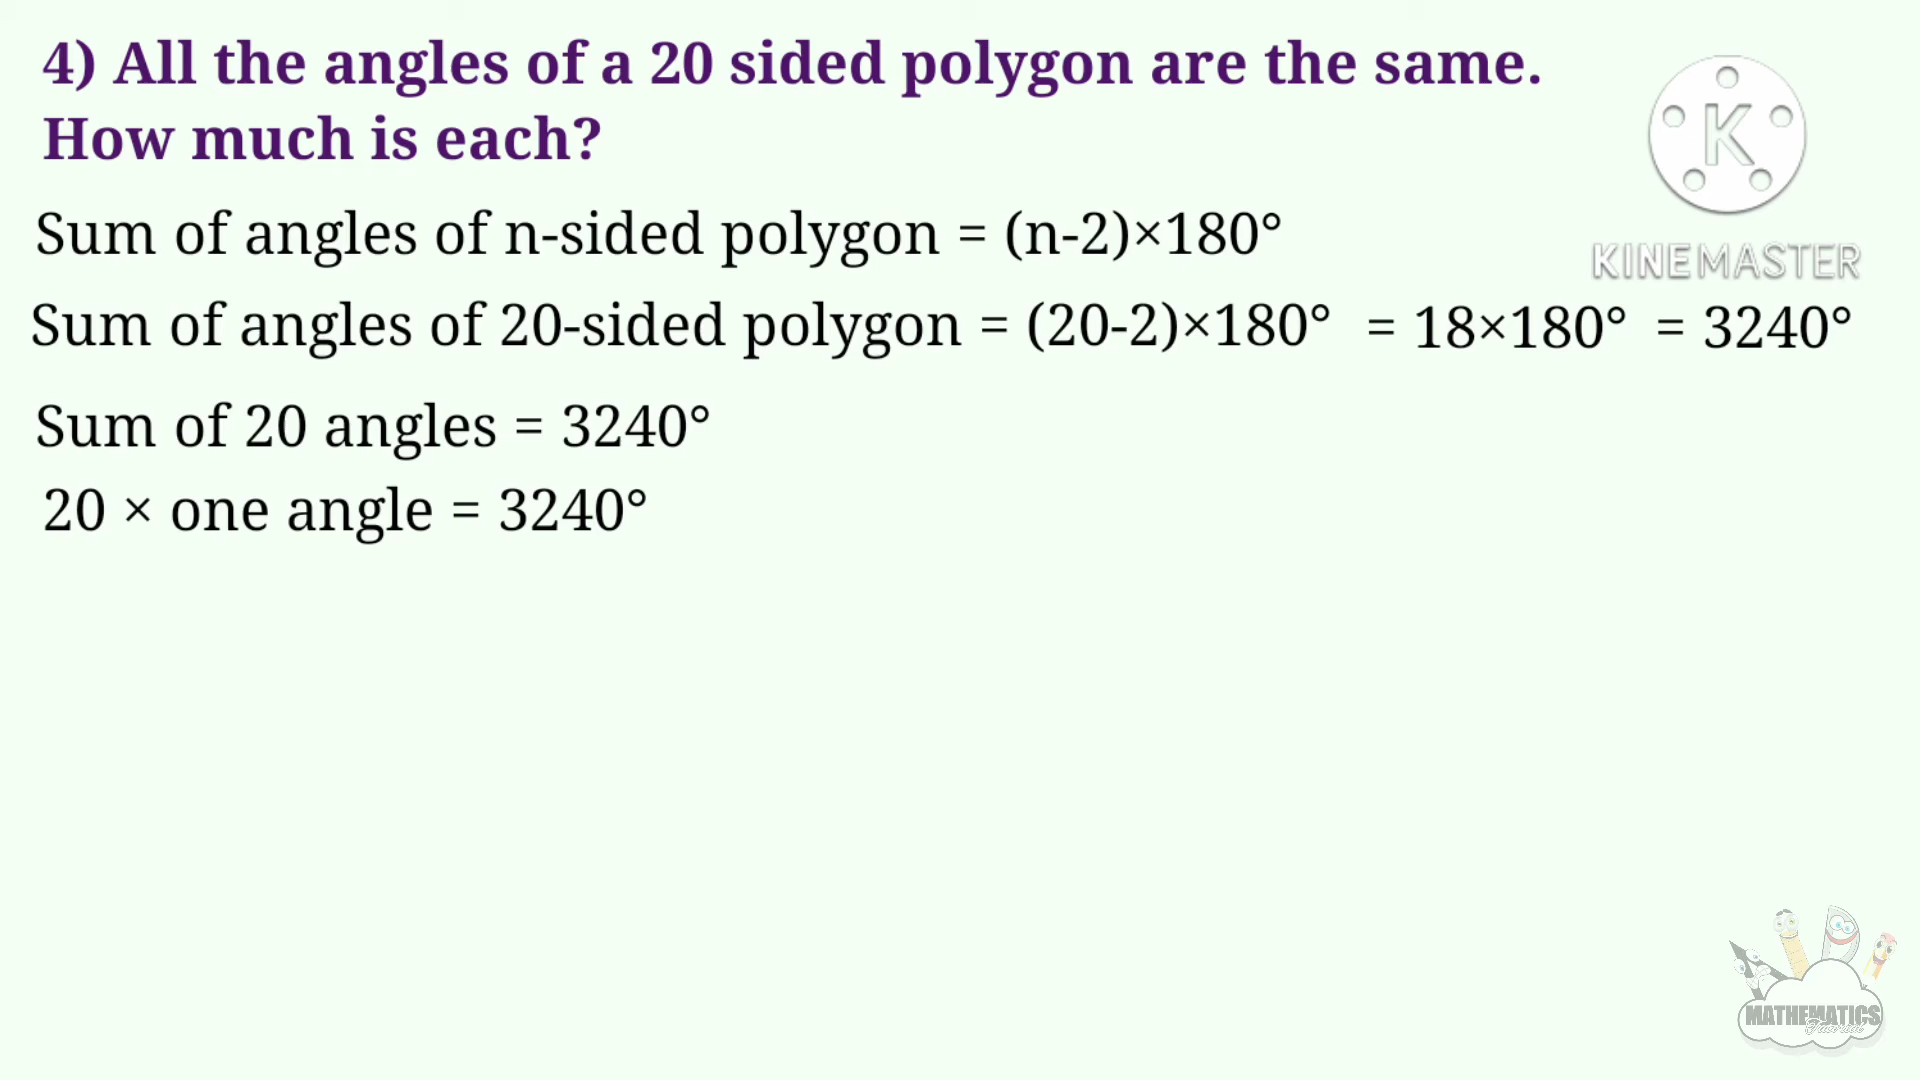 4) All the angles of a 20 sided polygon are the same.
How much is each?
Sum of angles of n-sided polygon = (n-2)×180°
Sum of angles of 20-sided polygon = (20-2)×180° = 18×180° = 3240°
Sum of 20 angles = 3240°
20 × one angle = 3240°
K
KINEMASTER
MATHEMATICS